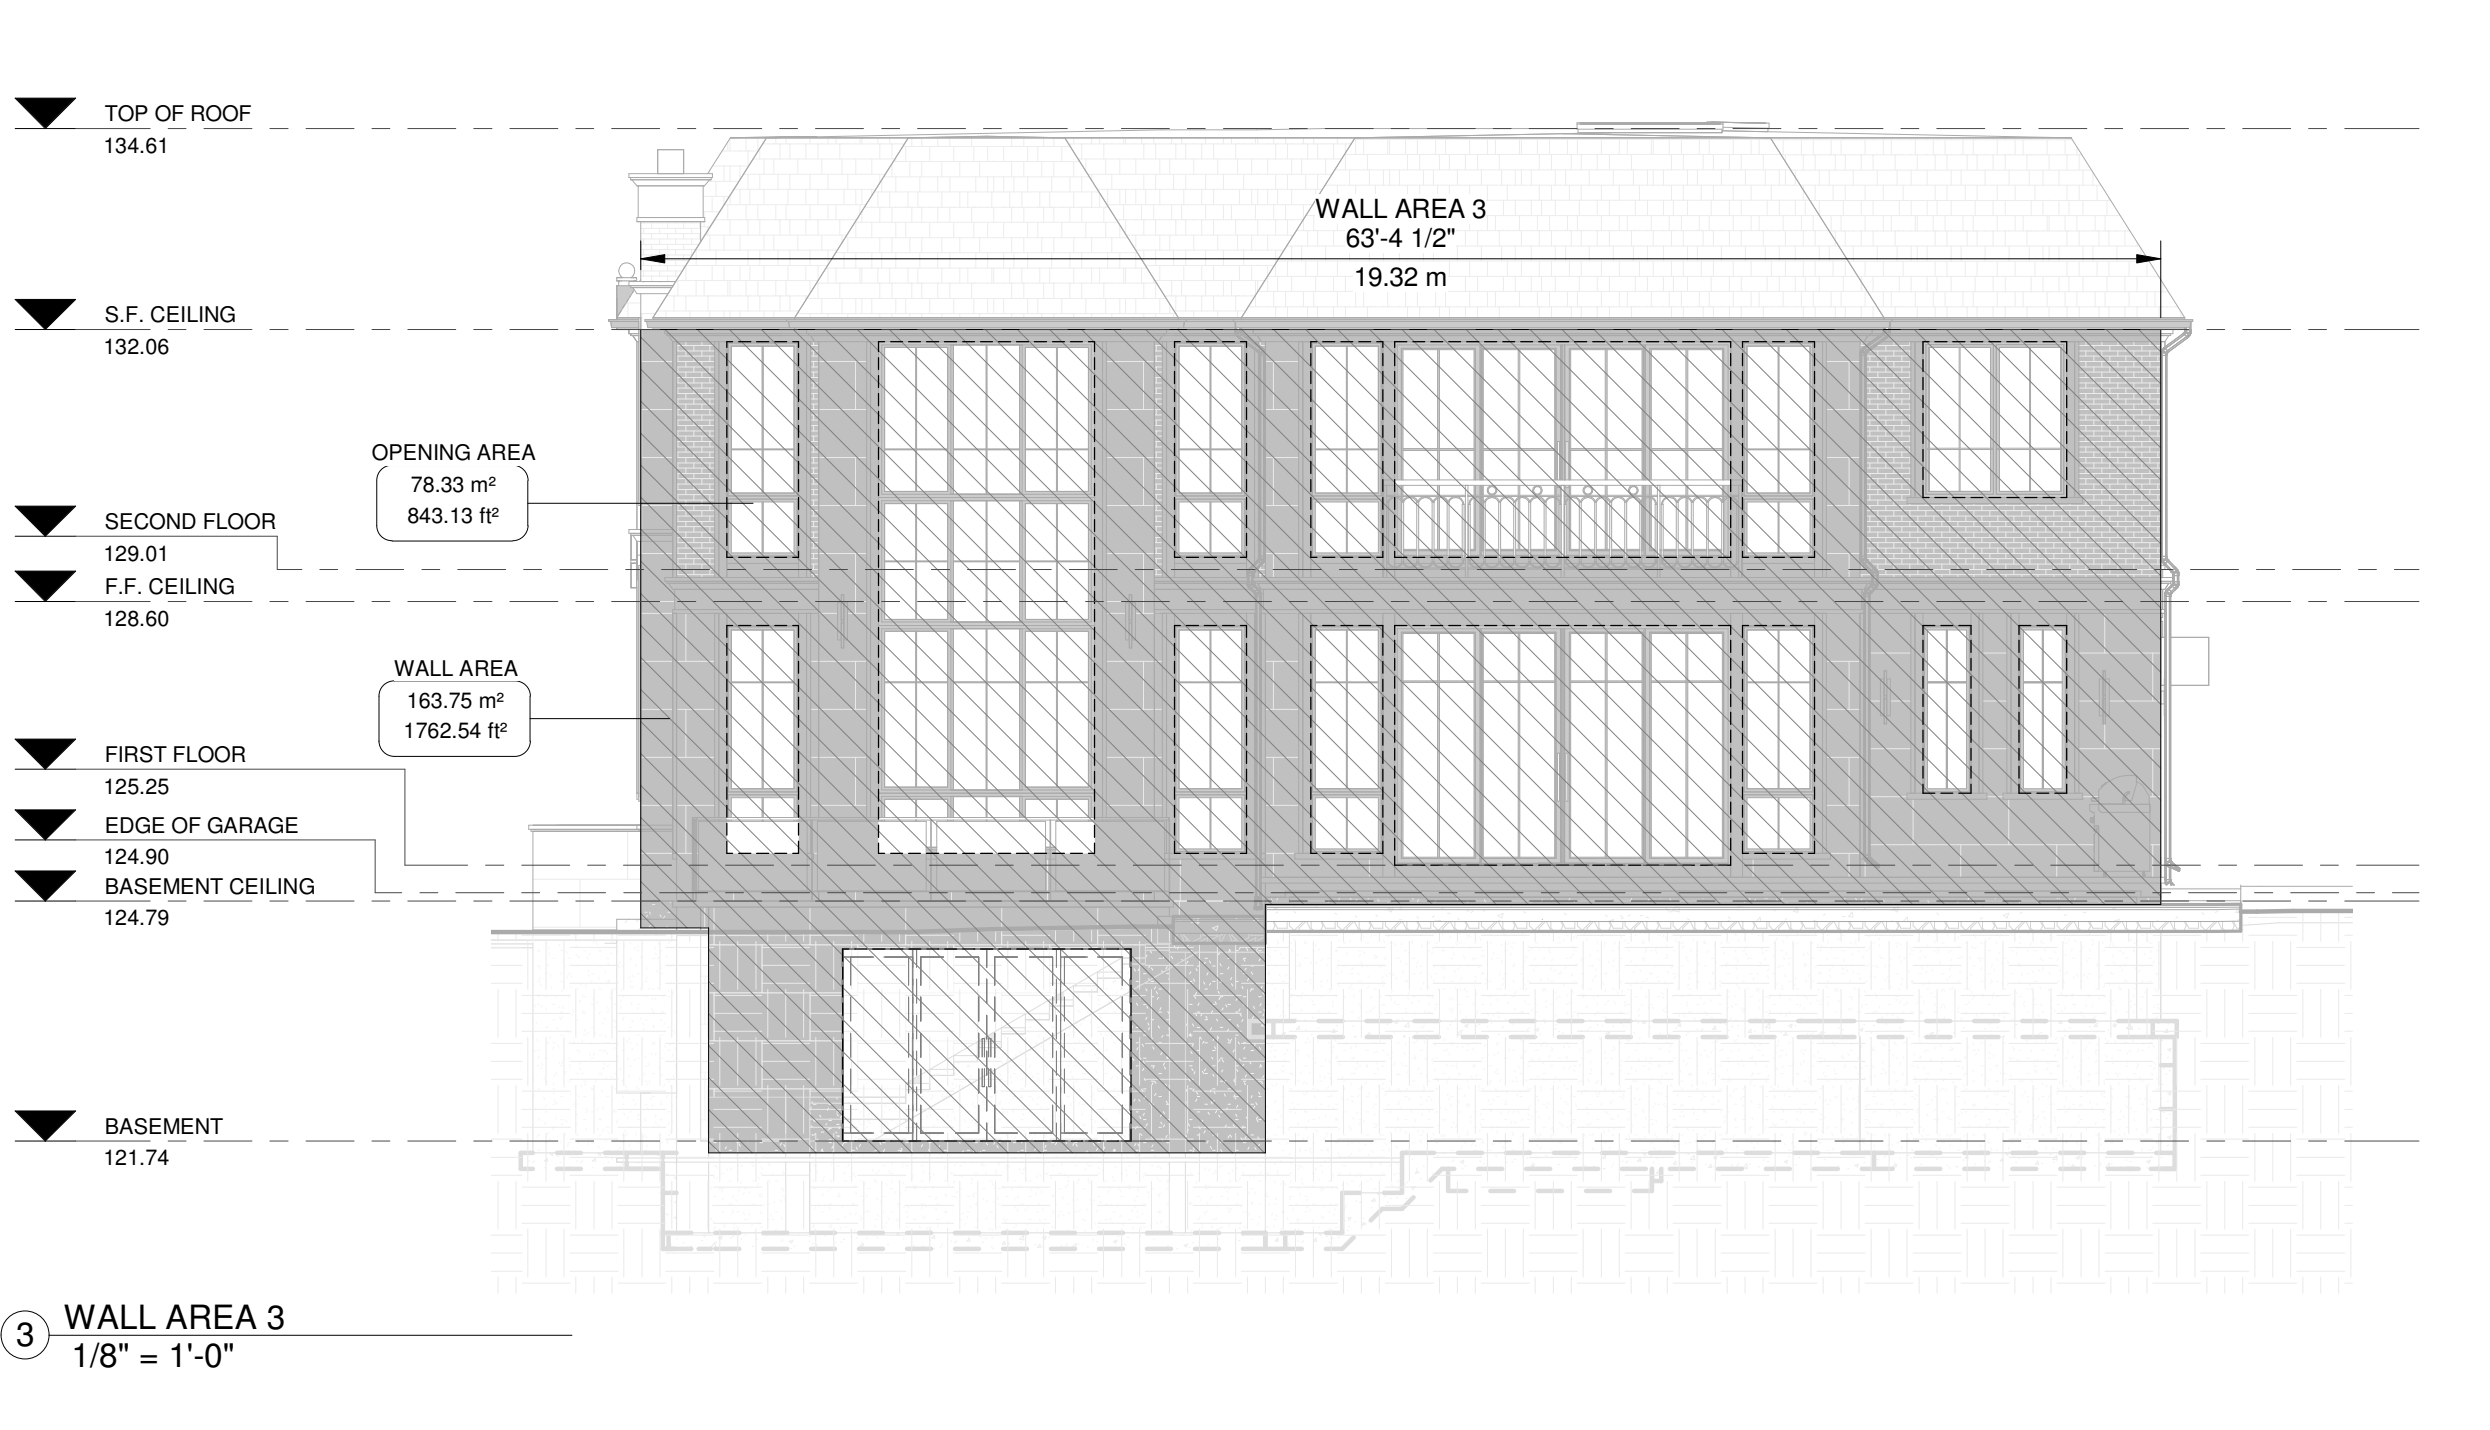 TOP OF ROOF
134.61
WALL AREA 3
63'-4 1/2"
19.32 m
S.F. CEILING
132.06
OPENING AREA
78.33 m²
843.13 ft²
SECOND FLOOR
129.01
F.F. CEILING
128.60
WALL AREA
163.75 m²
1762.54 ft²
FIRST FLOOR
125.25
EDGE OF GARAGE
124.90
BASEMENT CEILING
124.79
BASEMENT
121.74
3
WALL AREA 3
1/8" = 1'-0"